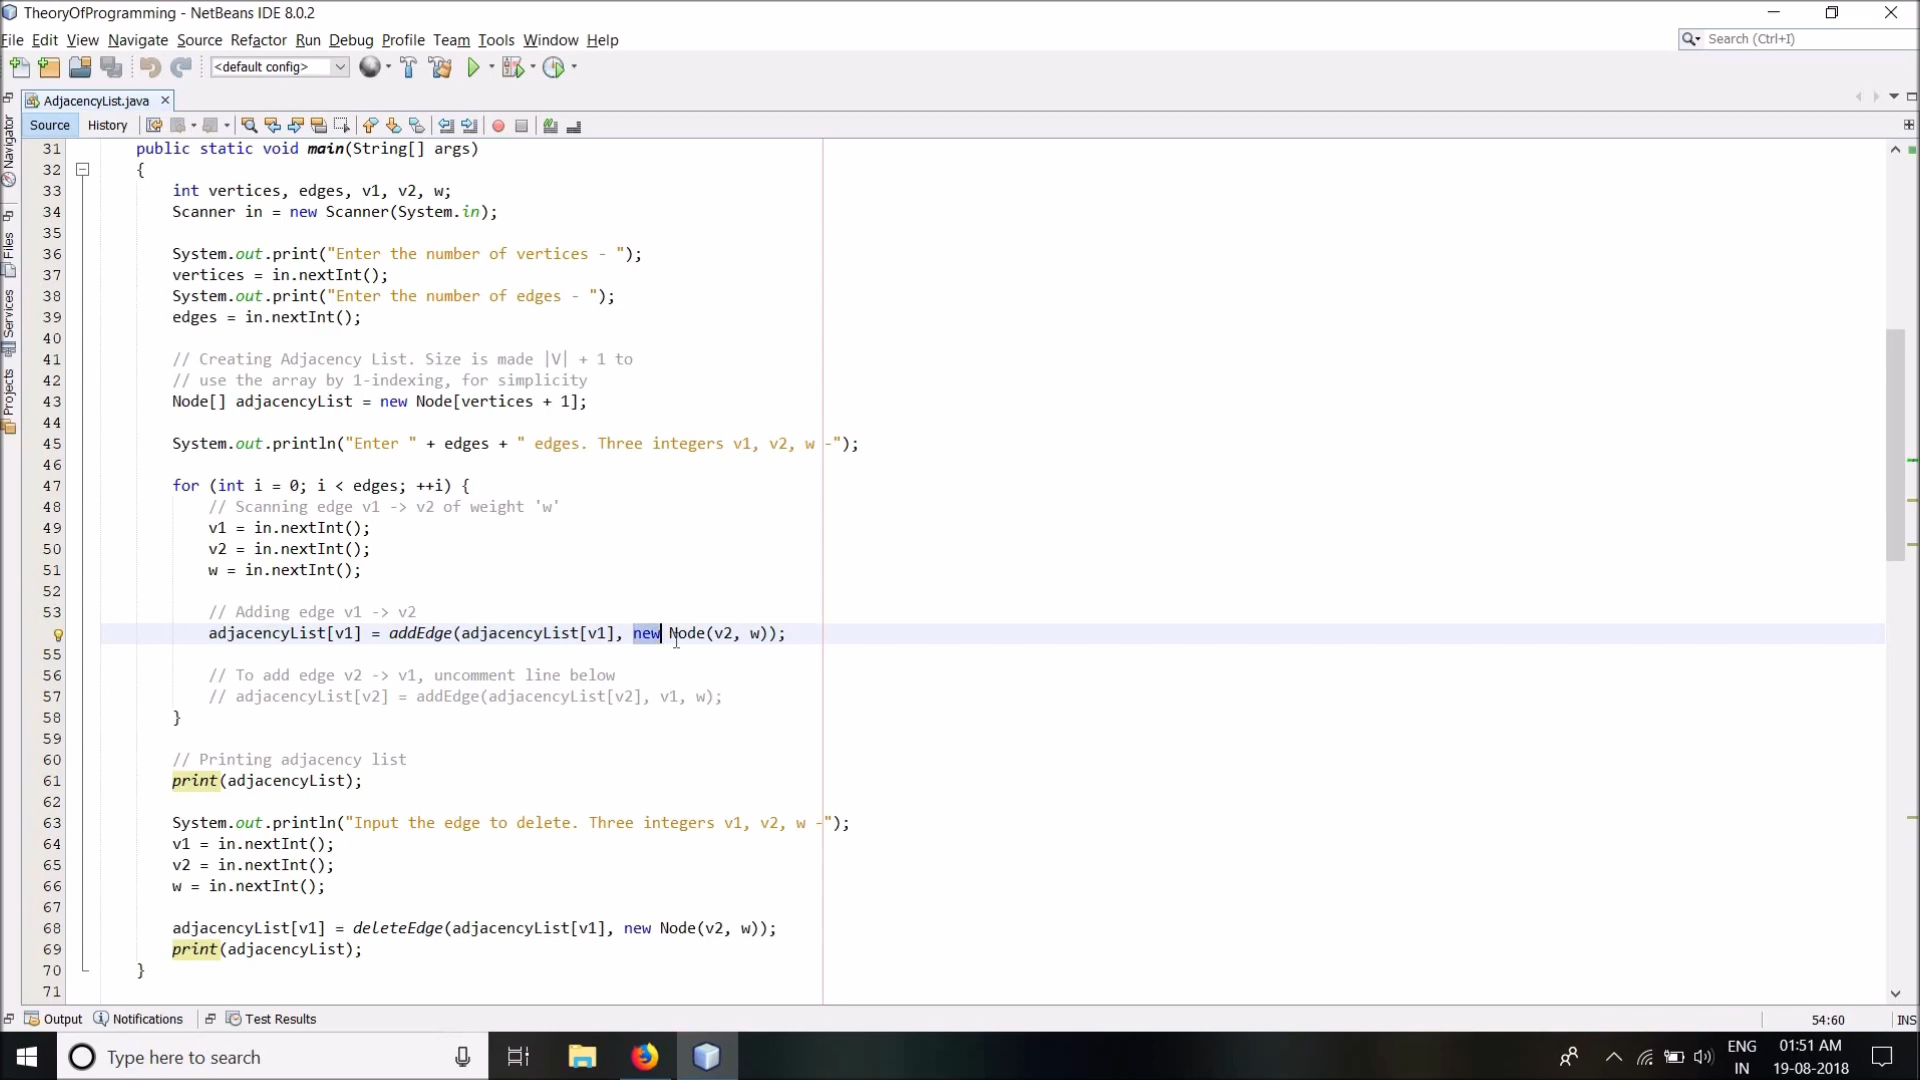 TheoryOfProgramming - NetBeans IDE 8.0.2
File Edit View Navigate Source Refactor Run Debug Profile Team Tools Window Help
Search (Ctrl+I)
<default config>
AdjacencyList.java
Source History
Navigator
Files
Services
Projects
31 public static void main(String[] args)
32 {
33 int vertices, edges, v1, v2, w;
34 Scanner in = new Scanner(System.in);
35
36 System.out.print("Enter the number of vertices - ");
37 vertices = in.nextInt();
38 System.out.print("Enter the number of edges - ");
39 edges = in.nextInt();
40
41 // Creating Adjacency List. Size is made |V| + 1 to
42 // use the array by 1-indexing, for simplicity
43 Node[] adjacencyList = new Node[vertices + 1];
44
45 System.out.println("Enter " + edges + " edges. Three integers v1, v2, w -");
46
47 for (int i = 0; i < edges; ++i) {
48 // Scanning edge v1 -> v2 of weight 'w'
49 v1 = in.nextInt();
50 v2 = in.nextInt();
51 w = in.nextInt();
52
53 // Adding edge v1 -> v2
adjacencyList[v1] = addEdge(adjacencyList[v1], new Node(v2, w));
55
56 // To add edge v2 -> v1, uncomment line below
57 // adjacencyList[v2] = addEdge(adjacencyList[v2], v1, w);
58 }
59
60 // Printing adjacency list
61 print(adjacencyList);
62
63 System.out.println("Input the edge to delete. Three integers v1, v2, w -");
64 v1 = in.nextInt();
65 v2 = in.nextInt();
66 w = in.nextInt();
67
68 adjacencyList[v1] = deleteEdge(adjacencyList[v1], new Node(v2, w));
69 print(adjacencyList);
70 }
71
Output Notifications Test Results
54:60 INS
Type here to search
ENG 01:51 AM
IN 19-08-2018